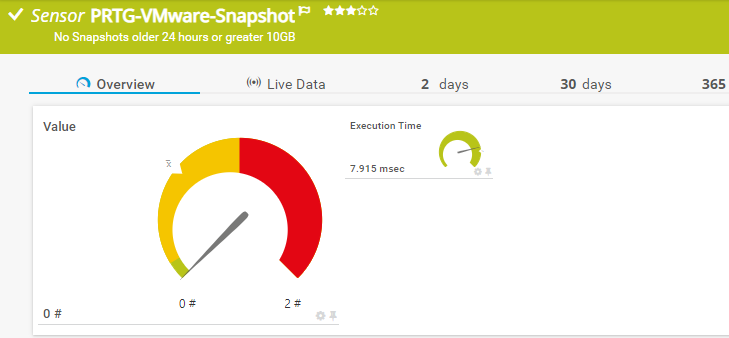 Sensor PRTG-VMware-Snapshot
No Snapshots older 24 hours or greater 10GB
Overview
Live Data
2 days
30 days
365
Value
x̄
0 #
2 #
0 #
Execution Time
7.915 msec